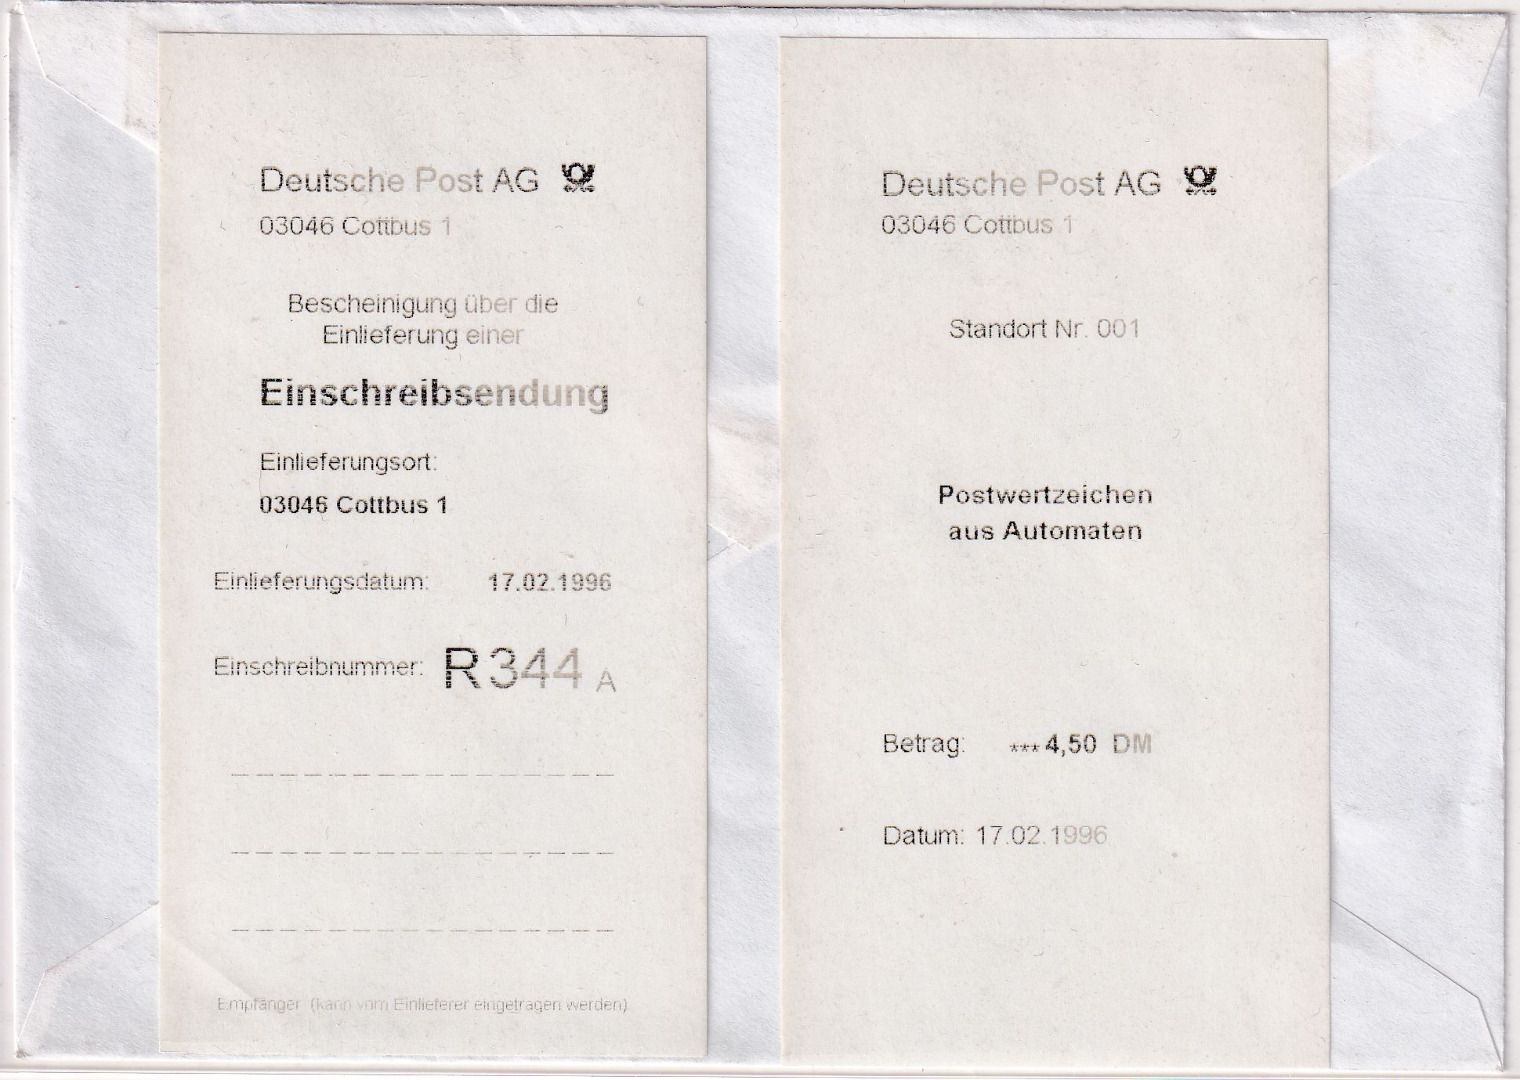 Deutsche Post AG
03046 Cottbus 1
Bescheinigung über die
Einlieferung einer
Einschreibsendung
Einlieferungsort:
03046 Cottbus 1
Einlieferungsdatum: 17.02.1996
Einschreibnummer: R 344 A
Empfänger (kann vom Einlieferer eingetragen werden)
Deutsche Post AG
03046 Cottbus 1
Standort Nr. 001
Postwertzeichen
aus Automaten
Betrag: ***4,50 DM
Datum: 17.02.1996